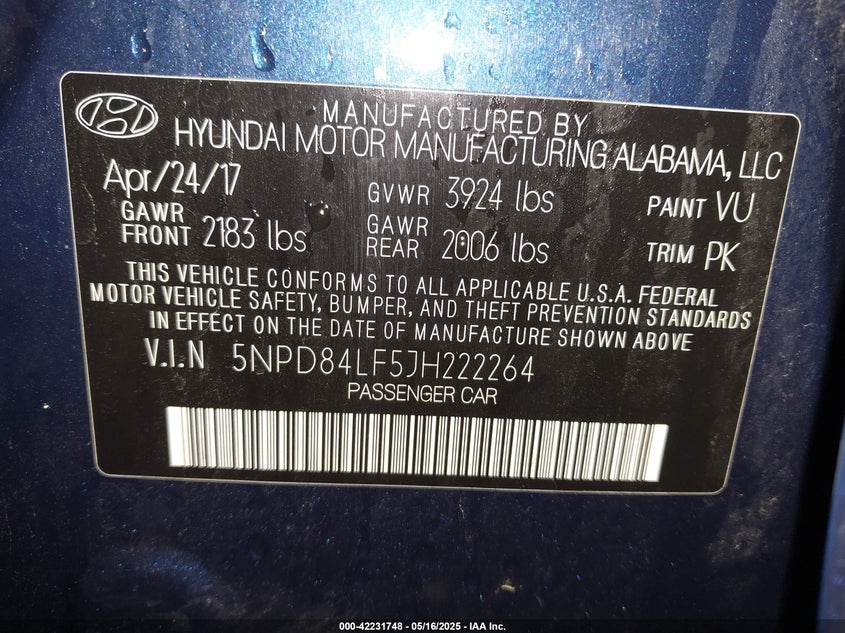 MANUFACTURED BY
HYUNDAI MOTOR MANUFACTURING ALABAMA, LLC
Apr/24/17 GVWR 3924 lbs PAINT VU
GAWR FRONT 2183 lbs GAWR REAR 2006 lbs TRIM PK
THIS VEHICLE CONFORMS TO ALL APPLICABLE U.S.A. FEDERAL
MOTOR VEHICLE SAFETY, BUMPER, AND THEFT PREVENTION STANDARDS
IN EFFECT ON THE DATE OF MANUFACTURE SHOWN ABOVE
V.I.N 5NPD84LF5JH222264
PASSENGER CAR
000-42231748 - 05/16/2025 - IAA Inc.